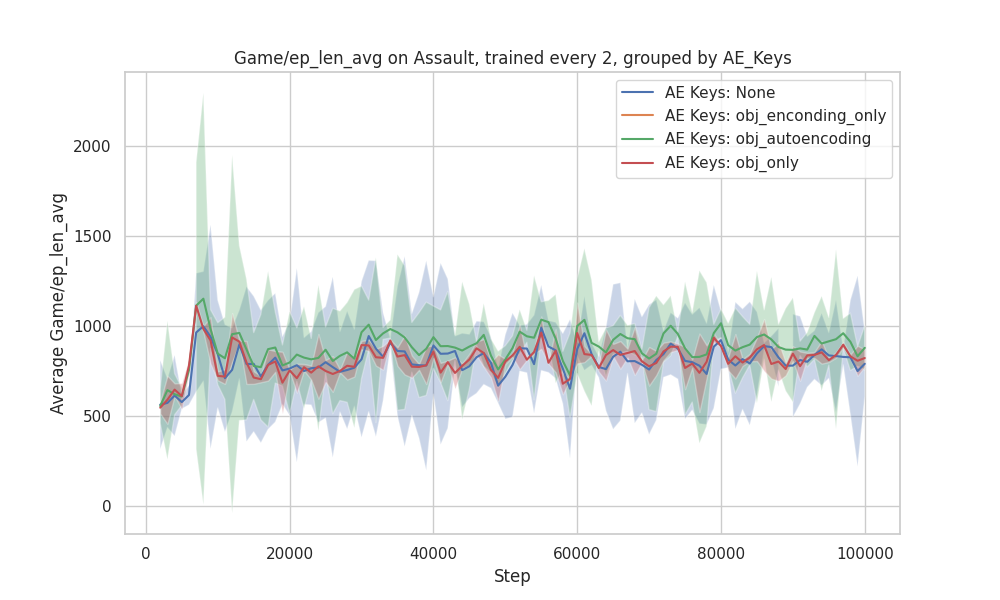 Game/ep_len_avg on Assault, trained every 2, grouped by AE_Keys
AE Keys: None
AE Keys: obj_enconding_only
AE Keys: obj_autoencoding
AE Keys: obj_only
Average Game/ep_len_avg
2000
1500
1000
500
0
0 20000 40000 60000 80000 100000
Step